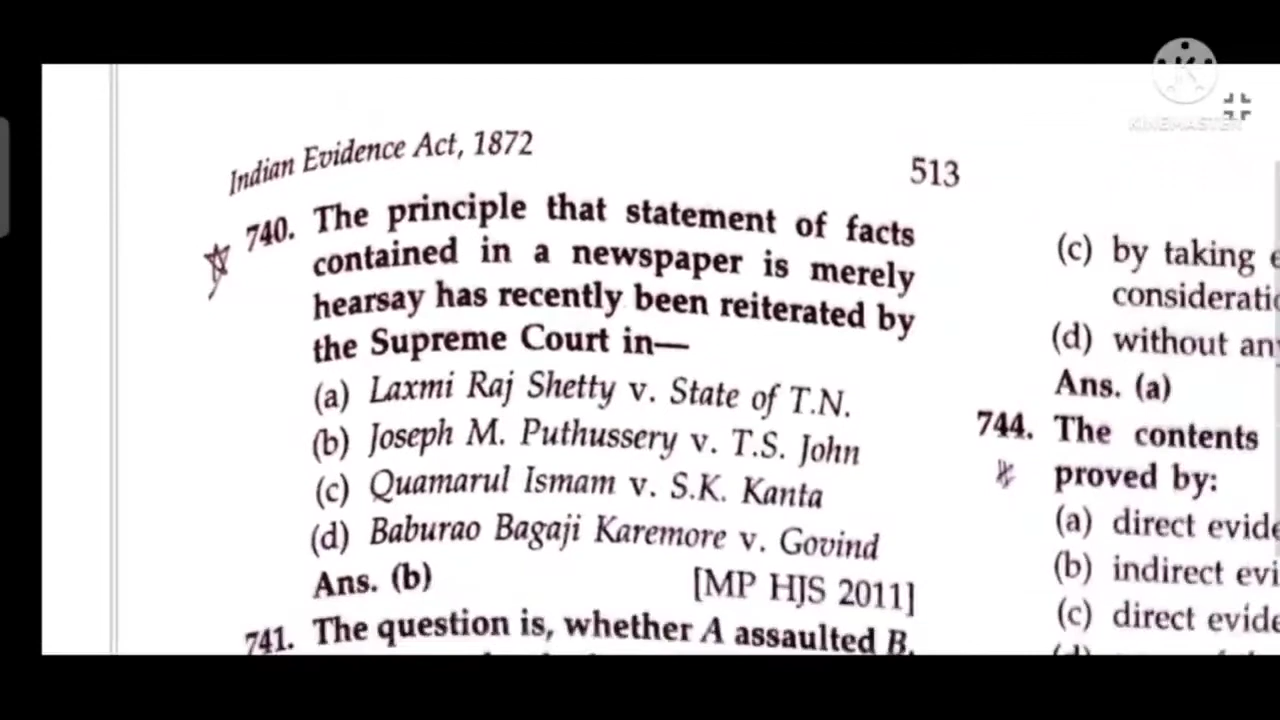 KINEMASTER
Indian Evidence Act, 1872
513
740. The principle that statement of facts
contained in a newspaper is merely
hearsay has recently been reiterated by
the Supreme Court in—
(a) Laxmi Raj Shetty v. State of T.N.
(b) Joseph M. Puthussery v. T.S. John
(c) Quamarul Ismam v. S.K. Kanta
(d) Baburao Bagaji Karemore v. Govind
Ans. (b) [MP HJS 2011]
741. The question is, whether A assaulted B.
(c) by taking
(d) without
Ans. (a)
744. The contents
proved by:
(a) direct
(b) indirect
(c) direct